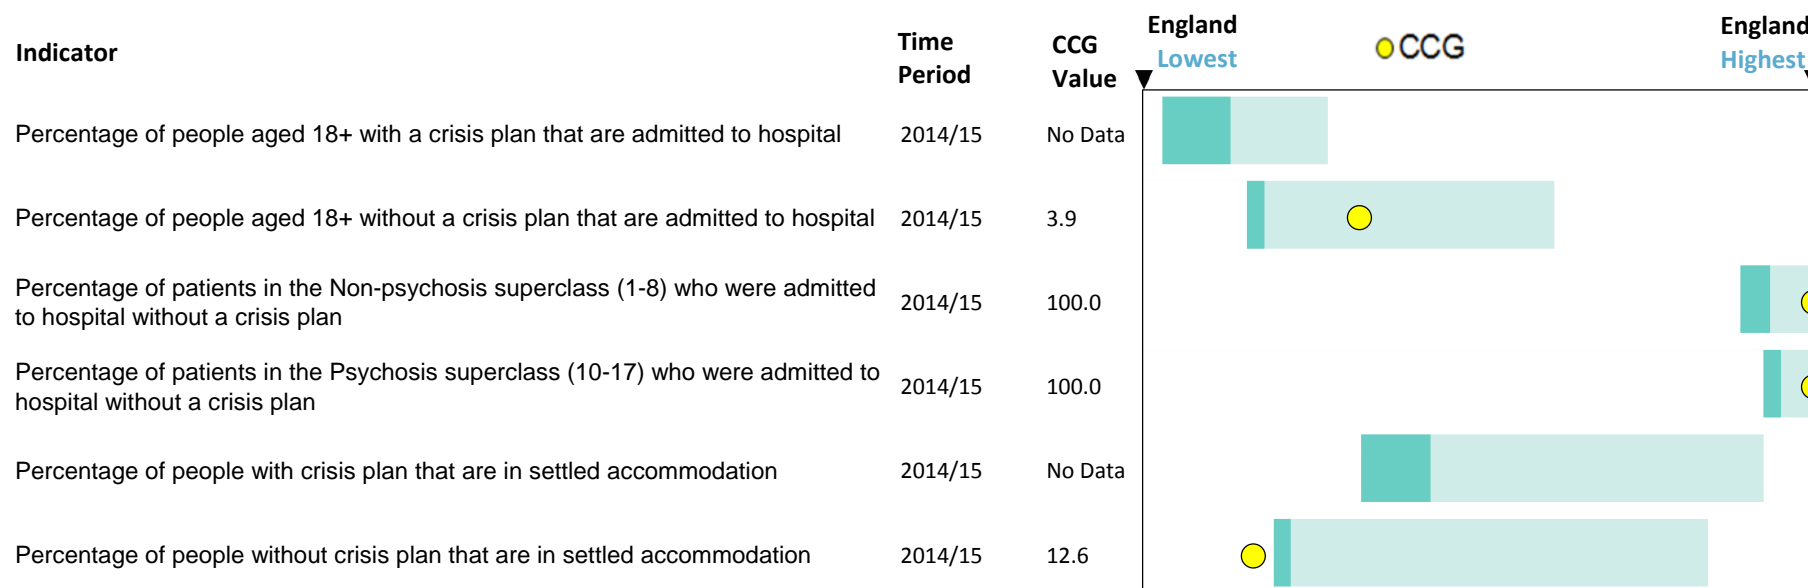 Indicator
Time Period
CCG Value
England
Lowest
CCG
England
Highest
Percentage of people aged 18+ with a crisis plan that are admitted to hospital 2014/15 No Data
Percentage of people aged 18+ without a crisis plan that are admitted to hospital 2014/15 3.9
Percentage of patients in the Non-psychosis superclass (1-8) who were admitted
to hospital without a crisis plan 2014/15 100.0
Percentage of patients in the Psychosis superclass (10-17) who were admitted to
hospital without a crisis plan 2014/15 100.0
Percentage of people with crisis plan that are in settled accommodation 2014/15 No Data
Percentage of people without crisis plan that are in settled accommodation 2014/15 12.6